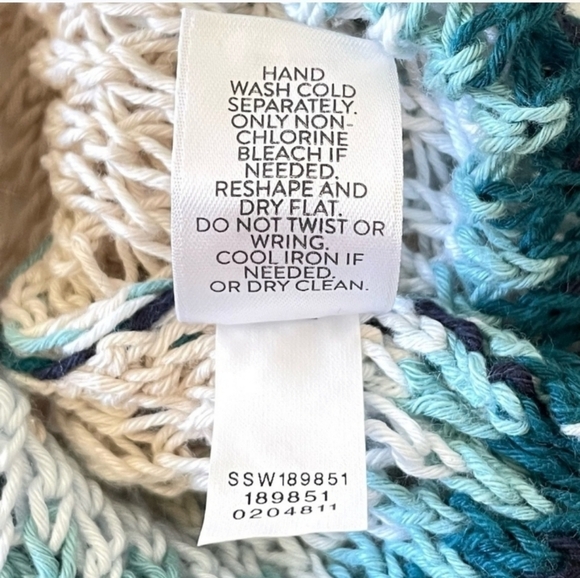 HAND
WASH COLD
SEPARATELY.
ONLY NON-
CHLORINE
BLEACH IF
NEEDED.
RESHAPE AND
DRY FLAT.
DO NOT TWIST OR
WRING.
COOL IRON IF
NEEDED.
OR DRY CLEAN.
SSW189851
189851
0204811